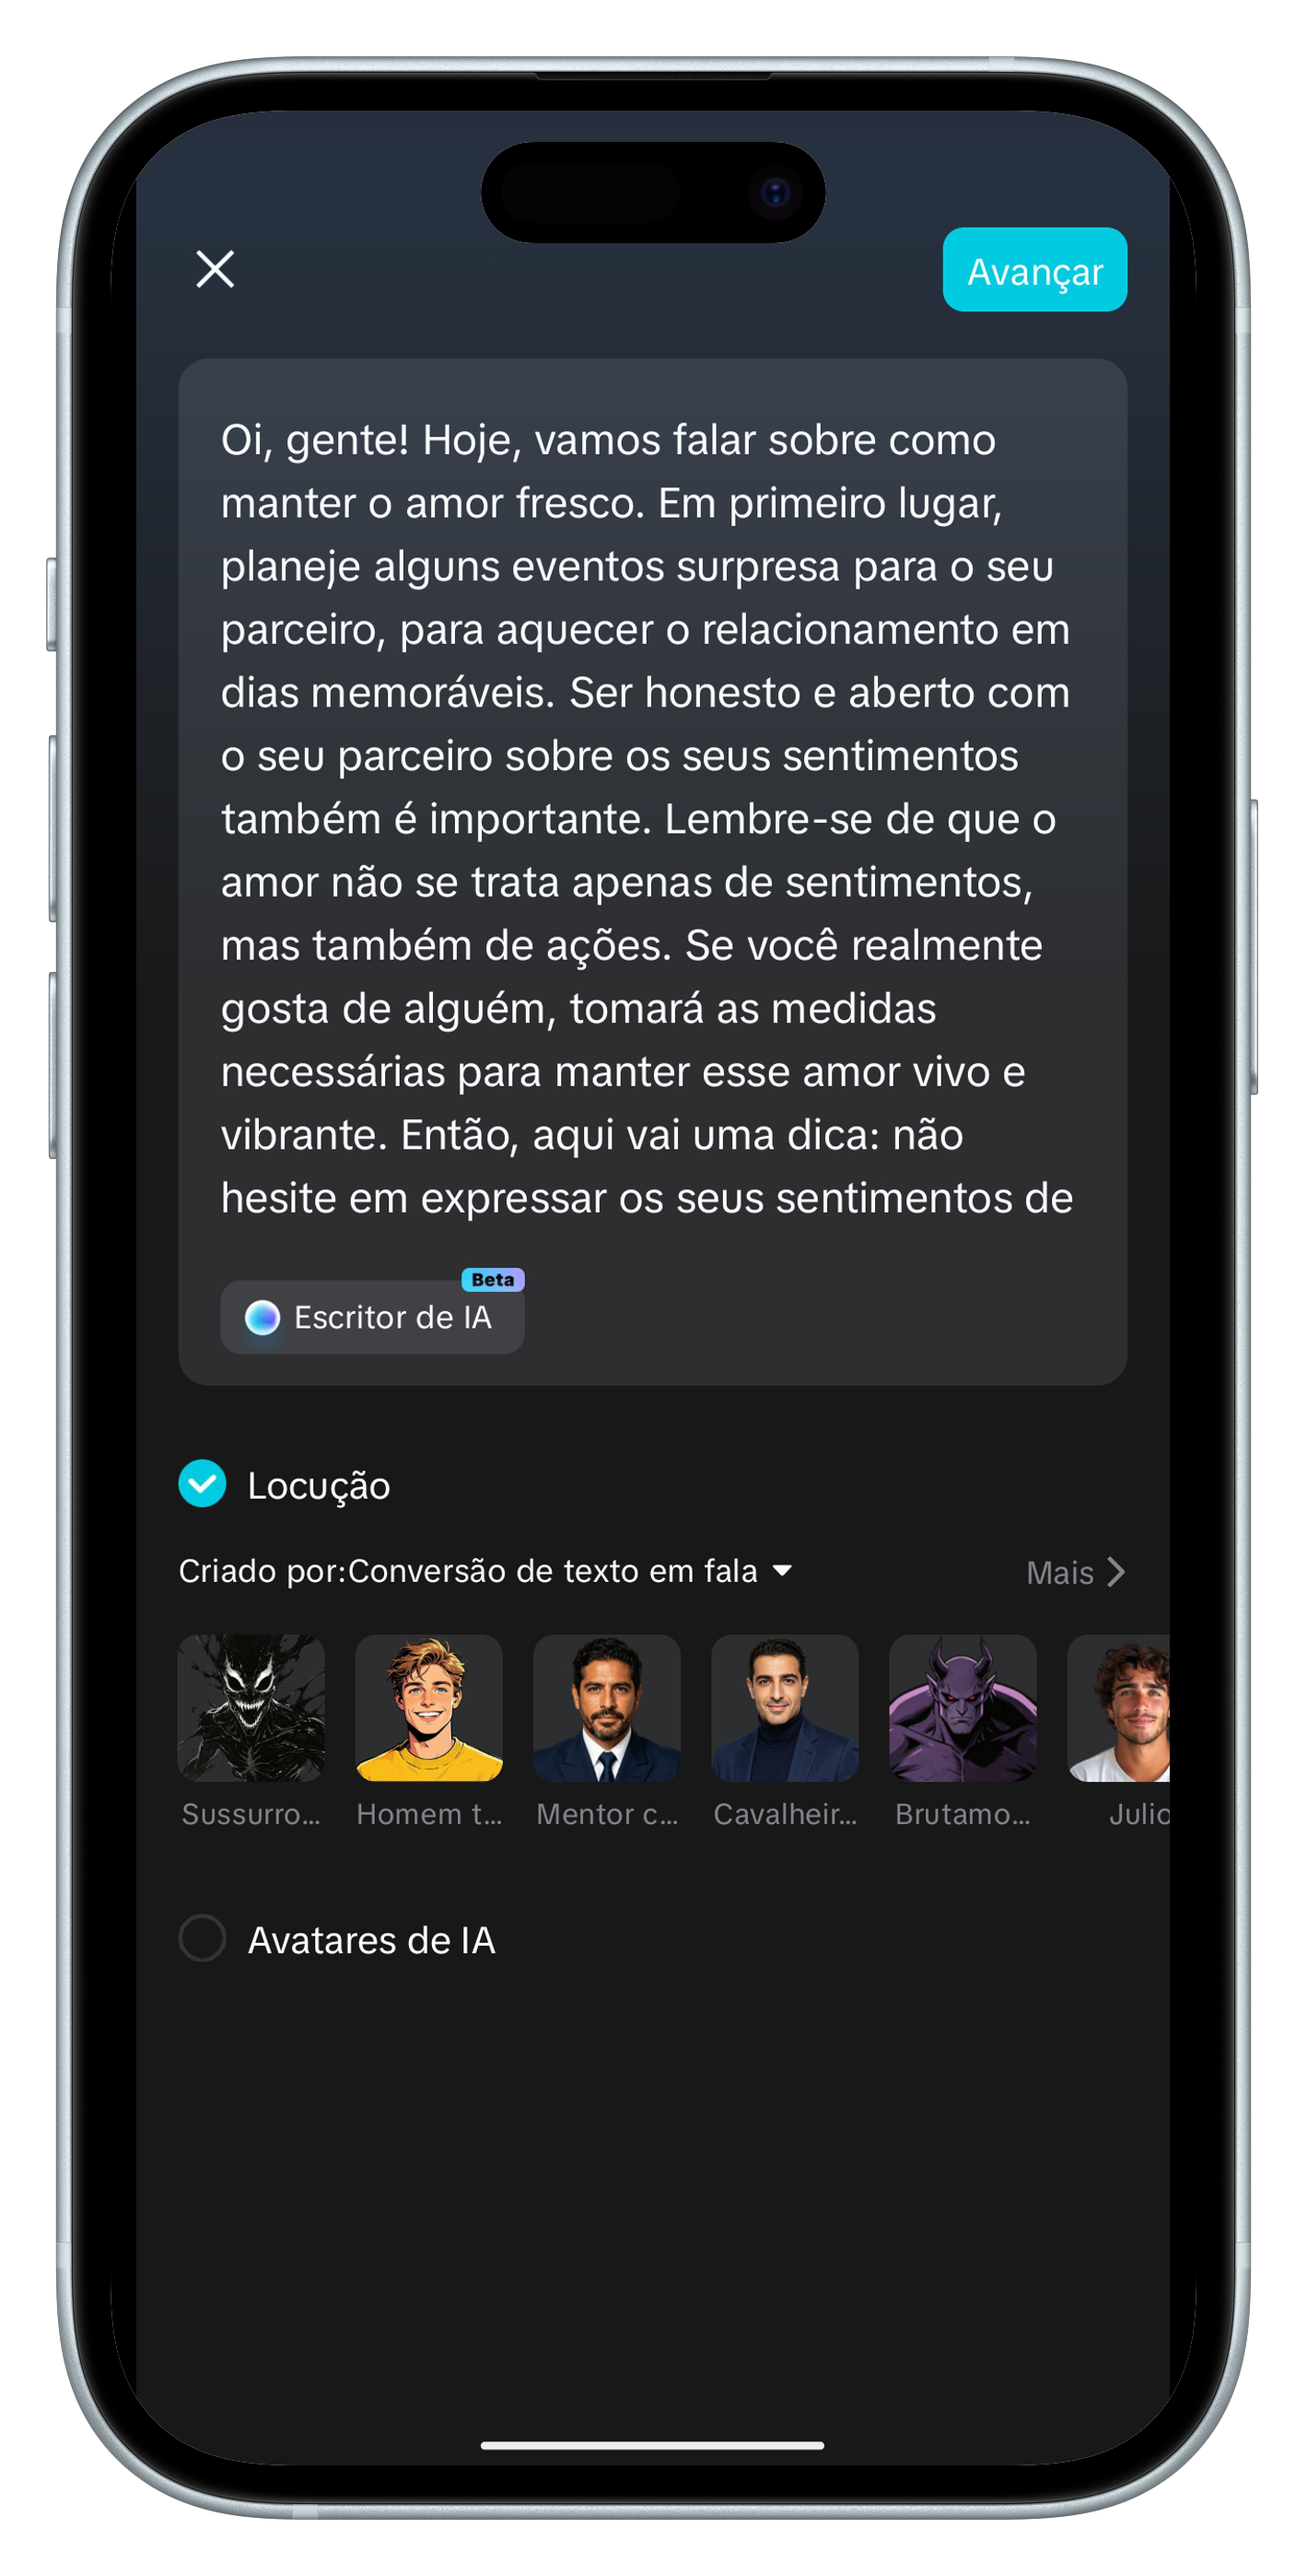 Avançar
Oi, gente! Hoje, vamos falar sobre como
manter o amor fresco. Em primeiro lugar,
planeje alguns eventos surpresa para o seu
parceiro, para aquecer o relacionamento em
dias memoráveis. Ser honesto e aberto com
o seu parceiro sobre os seus sentimentos
também é importante. Lembre-se de que o
amor não se trata apenas de sentimentos,
mas também de ações. Se você realmente
gosta de alguém, tomará as medidas
necessárias para manter esse amor vivo e
vibrante. Então, aqui vai uma dica: não
hesite em expressar os seus sentimentos de
Beta
Escritor de IA
Locução
Criado por:Conversão de texto em fala
Mais
Sussurro... Homem t... Mentor c... Cavalheir... Brutamo... Julio
Avatares de IA